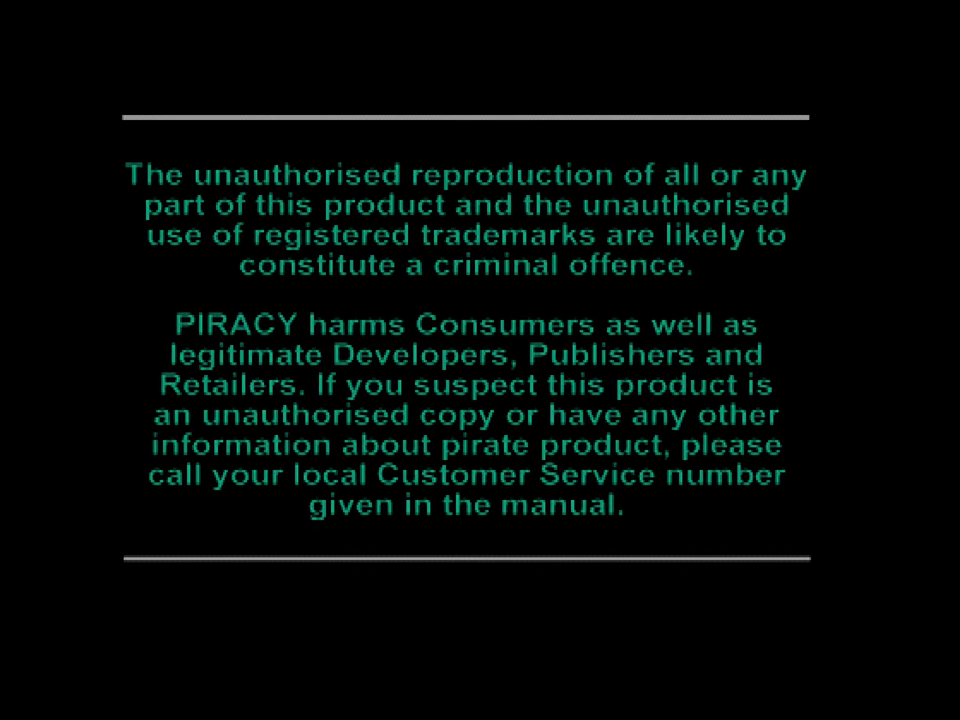 The unauthorised reproduction of all or any
part of this product and the unauthorised
use of registered trademarks are likely to
constitute a criminal offence.
PIRACY harms Consumers as well as
legitimate Developers, Publishers and
Retailers. If you suspect this product is
an unauthorised copy or have any other
information about pirate product, please
call your local Customer Service number
given in the manual.